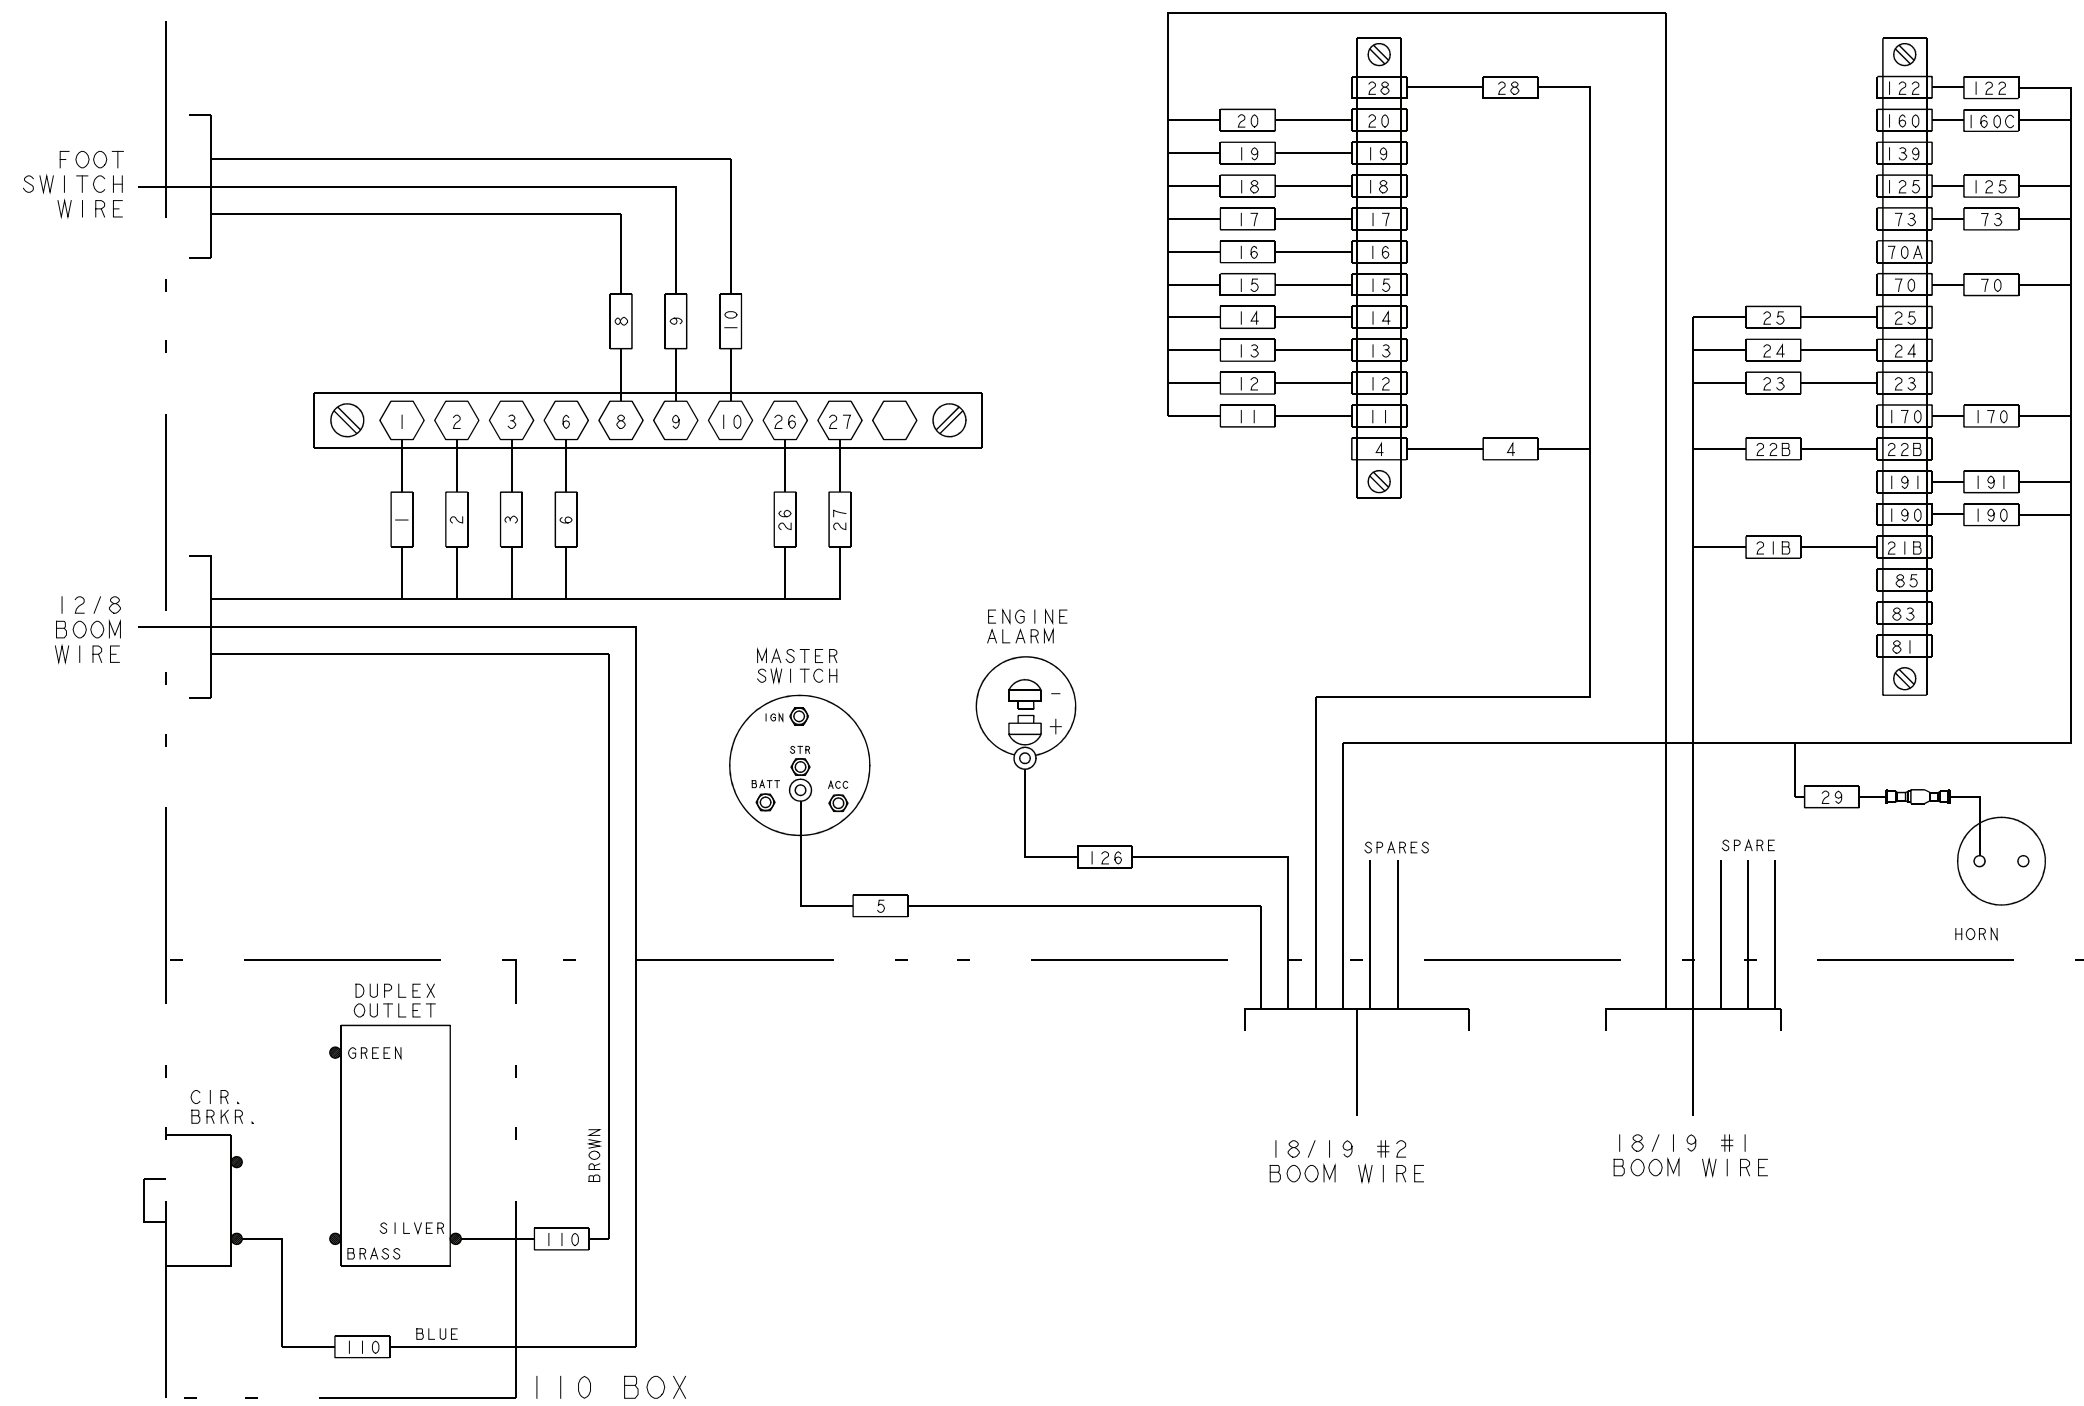 FOOT
SWITCH
WIRE
8
9
10
1
2
3
6
8
9
10
26
27
1
2
3
6
26
27
12/8
BOOM
WIRE
28
28
20
20
19
19
18
18
17
17
16
16
15
15
14
14
13
13
12
12
11
11
4
4
122
122
160
160C
139
125
125
73
73
70A
70
70
25
25
24
24
23
23
170
170
22B
22B
191
191
190
190
21B
21B
85
83
81
MASTER
SWITCH
IGN
STR
BATT
ACC
ENGINE
ALARM
-
+
126
5
SPARES
SPARE
29
HORN
18/19 #2
BOOM WIRE
18/19 #1
BOOM WIRE
DUPLEX
OUTLET
GREEN
SILVER
BRASS
CIR.
BRKR.
BROWN
110
BLUE
110
110 BOX